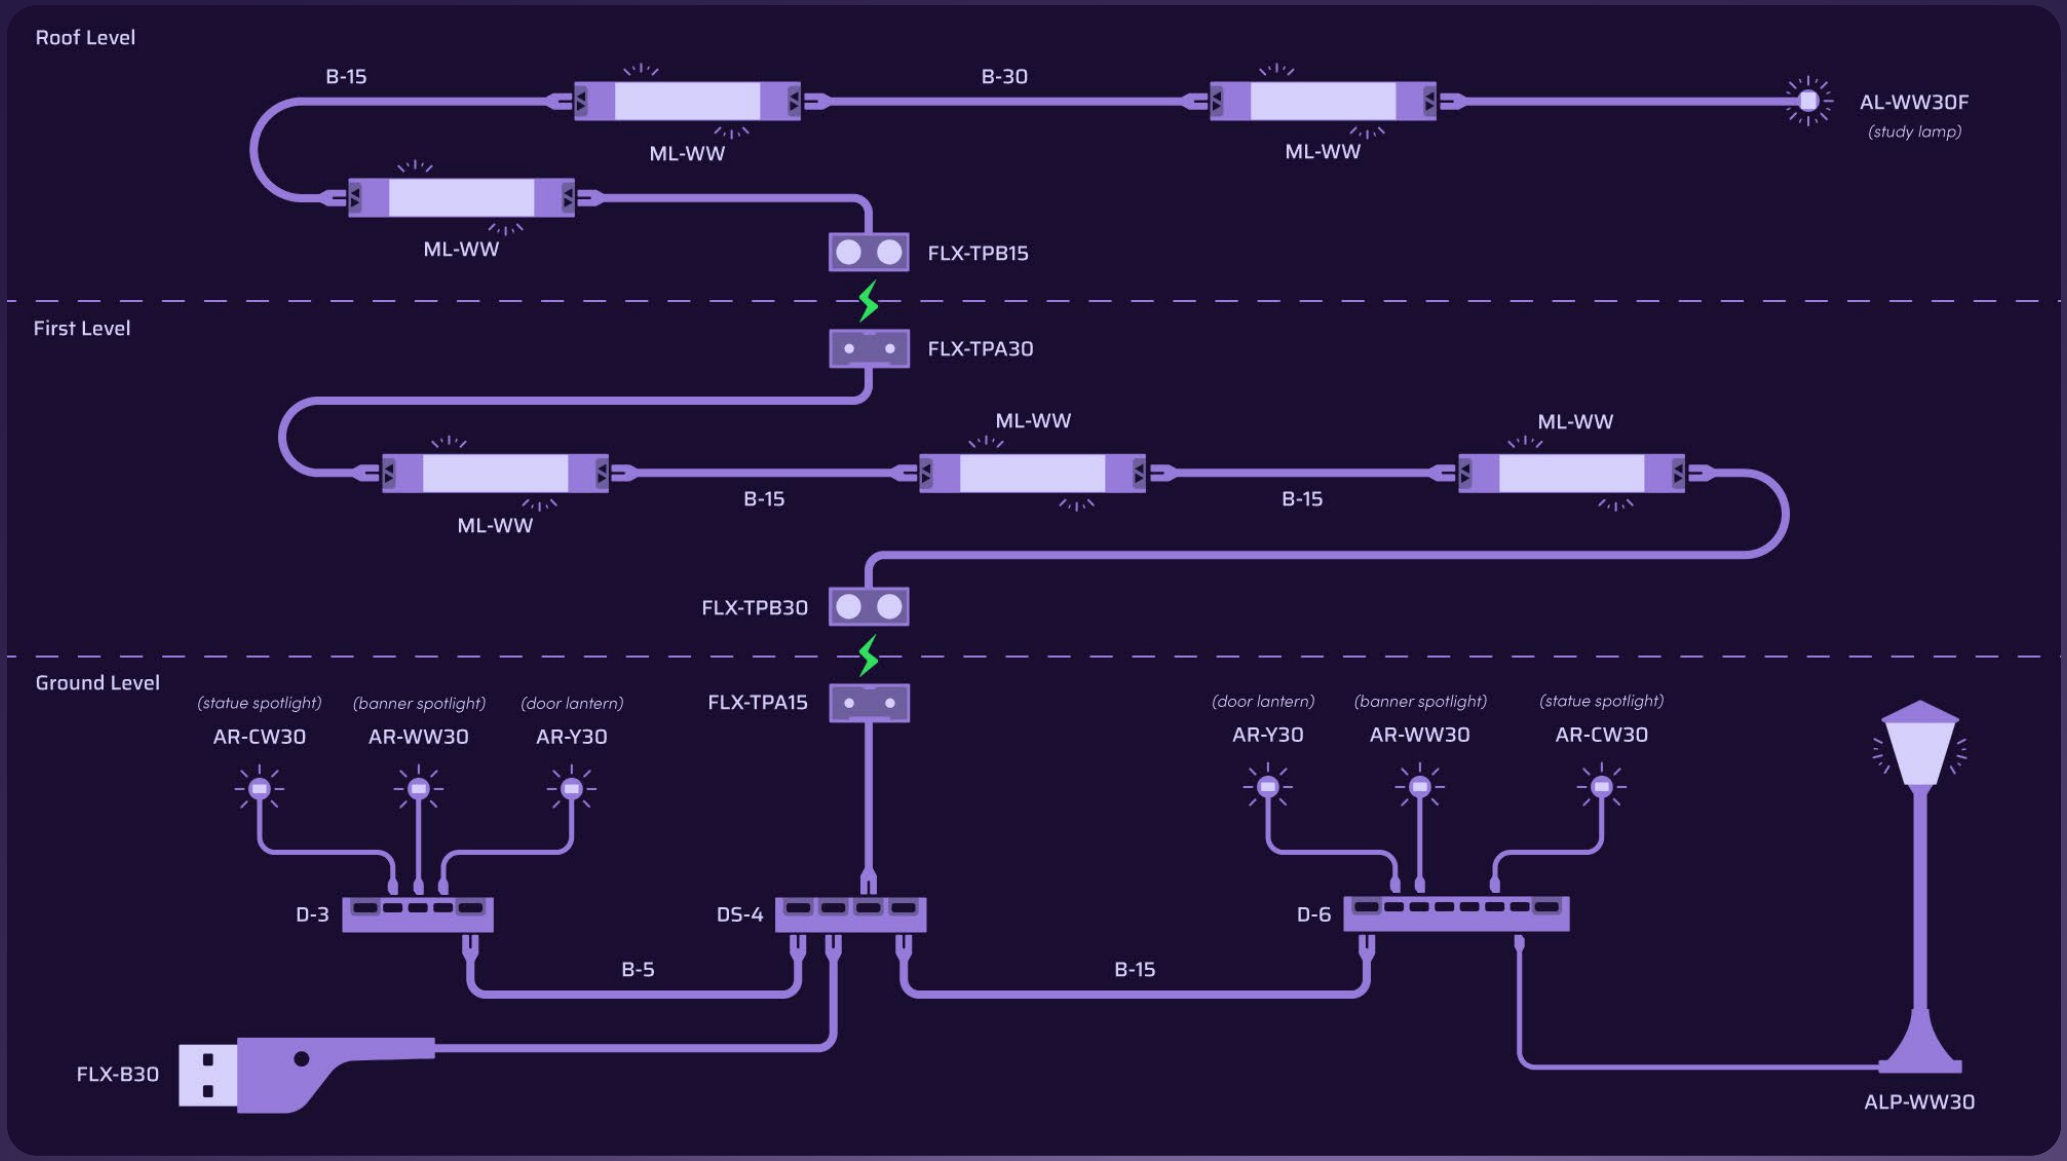 Roof Level
B-15
B-30
AL-WW30F
(study lamp)
ML-WW
ML-WW
ML-WW
FLX-TPB15
First Level
FLX-TPA30
ML-WW
ML-WW
B-15
B-15
ML-WW
FLX-TPB30
Ground Level
FLX-TPA15
(statue spotlight)
(banner spotlight)
(door lantern)
AR-CW30
AR-WW30
AR-Y30
(door lantern)
(banner spotlight)
(statue spotlight)
AR-Y30
AR-WW30
AR-CW30
D-3
DS-4
D-6
B-5
B-15
FLX-B30
ALP-WW30